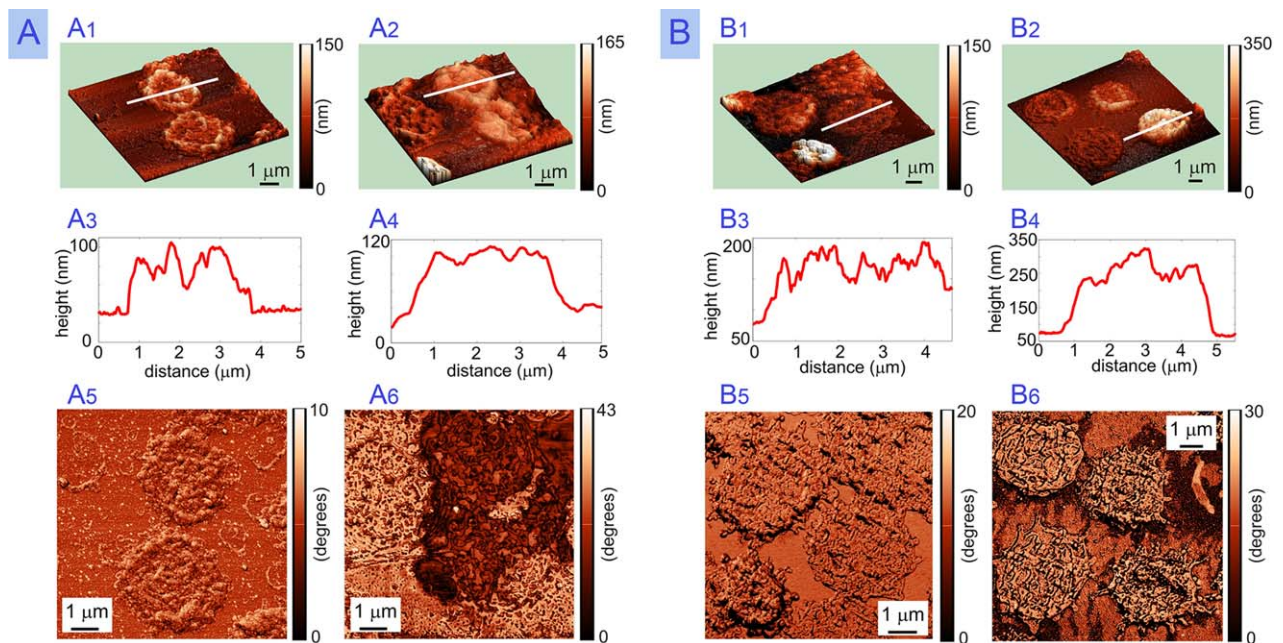 A
A1
150
(nm)
0
1 μm
A2
165
(nm)
0
1 μm
B
B1
150
(nm)
0
1 μm
B2
350
(nm)
0
1 μm
A3
100
0
height (nm)
0 1 2 3 4 5
distance (μm)
A4
120
0
height (nm)
0 1 2 3 4 5
distance (μm)
B3
200
50
height (nm)
0 1 2 3 4
distance (μm)
B4
350
250
150
50
height (nm)
0 1 2 3 4 5
distance (μm)
A5
10
(degrees)
0
1 μm
A6
43
(degrees)
0
1 μm
B5
20
(degrees)
0
1 μm
B6
30
(degrees)
0
1 μm